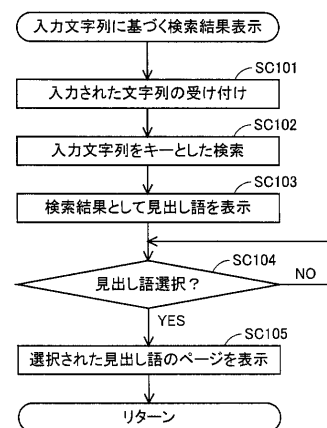 入力文字列に基づく検索結果表示
SC101
入力された文字列の受け付け
SC102
入力文字列をキーとした検索
SC103
検索結果として見出し語を表示
SC104
見出し語選択?
NO
YES
SC105
選択された見出し語のページを表示
リターン